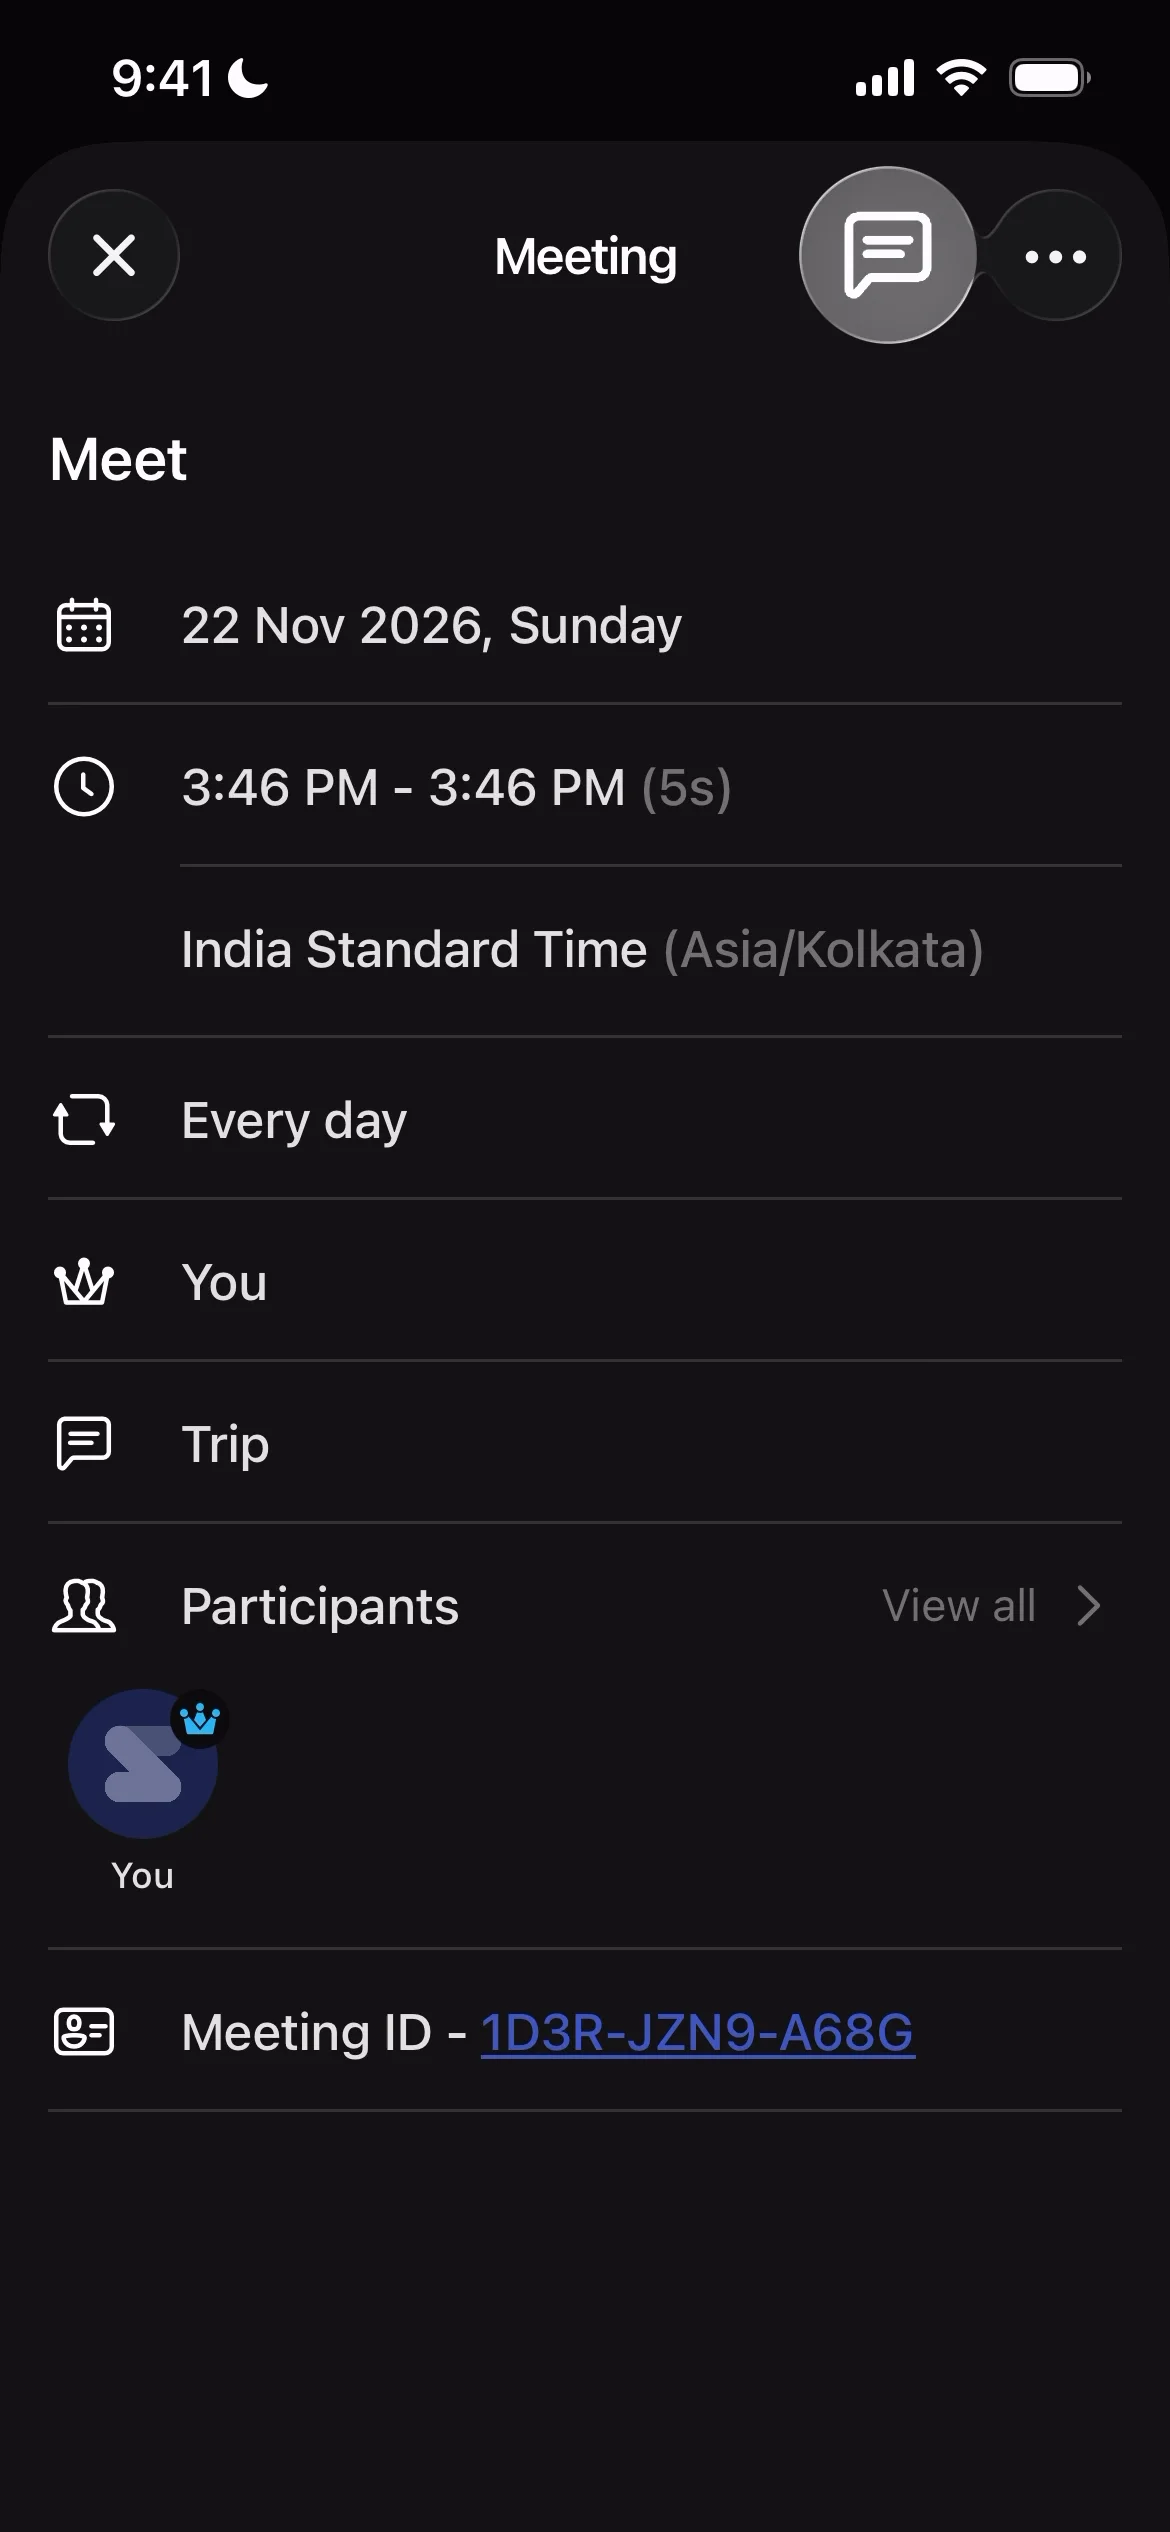 9:41
Meeting
Meet
22 Nov 2026, Sunday
3:46 PM - 3:46 PM (5s)
India Standard Time (Asia/Kolkata)
Every day
You
Trip
Participants View all
You
Meeting ID - 1D3R-JZN9-A68G